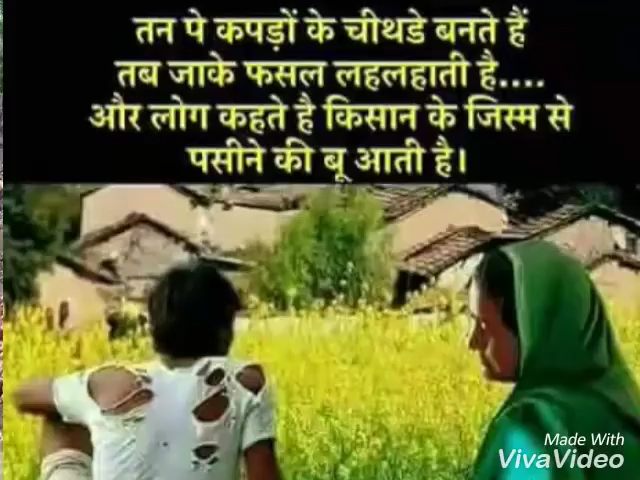 तन पे कपड़ों के चीथडे बनते हैं
तब जाके फसल लहलहाती है....
और लोग कहते है किसान के जिस्म से
पसीने की बू आती है।
Made With
VivaVideo